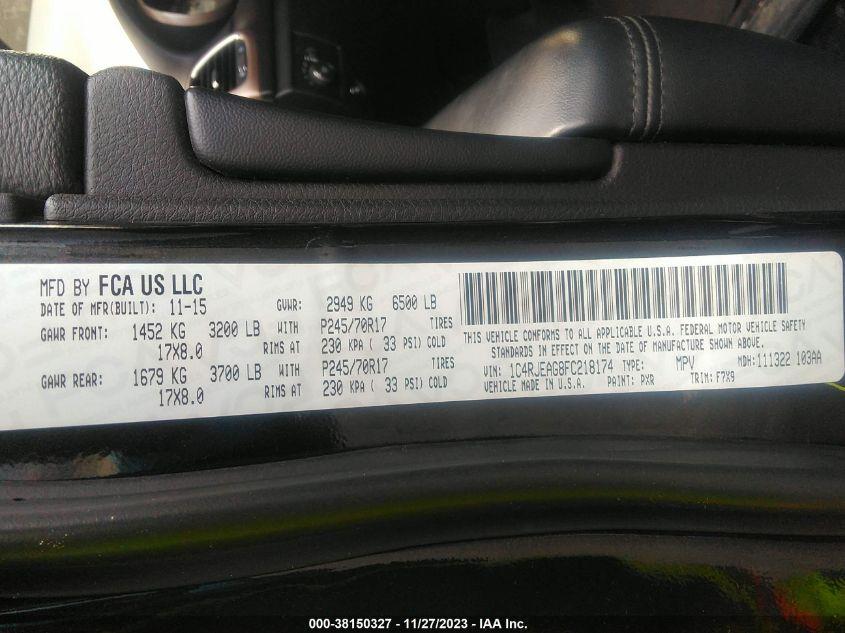 MFD BY FCA US LLC
DATE OF MFR(BUILT): 11-15 GVWR: 2949 KG 6500 LB
GAWR FRONT: 1452 KG 3200 LB WITH P245/70R17 TIRES
17X8.0 RIMS AT 230 KPA ( 33 PSI) COLD
GAWR REAR: 1679 KG 3700 LB WITH P245/70R17 TIRES
17X8.0 RIMS AT 230 KPA ( 33 PSI) COLD
THIS VEHICLE CONFORMS TO ALL APPLICABLE U.S.A. FEDERAL MOTOR VEHICLE SAFETY
STANDARDS IN EFFECT ON THE DATE OF MANUFACTURE SHOWN ABOVE.
VIN: 1C4RJEAG8FC218174 TYPE: MPV MDH: 111322 103AA
VEHICLE MADE IN U.S.A. PAINT: PXR TRIM: F7X9
000-38150327 - 11/27/2023 - IAA Inc.